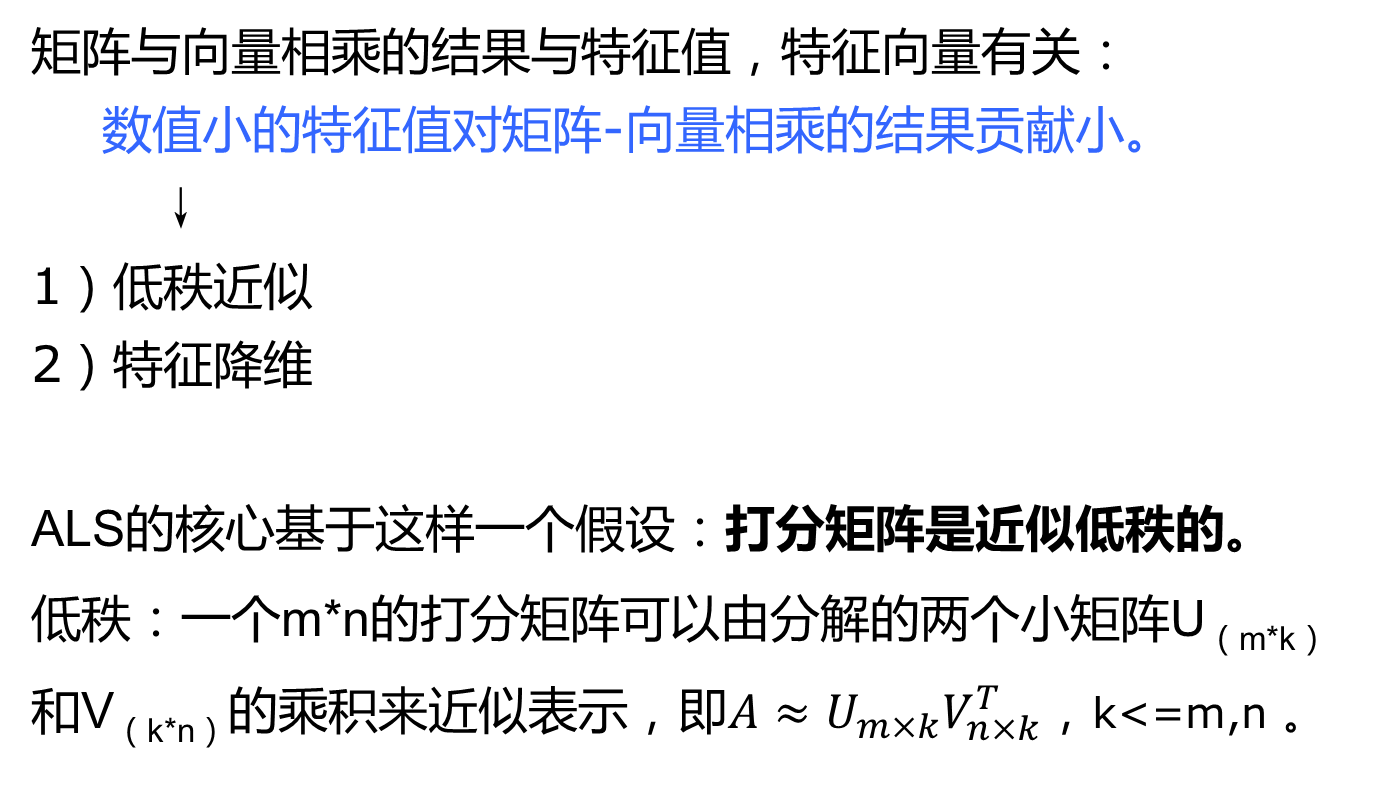 矩阵与向量相乘的结果与特征值，特征向量有关：
数值小的特征值对矩阵-向量相乘的结果贡献小。
↓
1）低秩近似
2）特征降维
ALS的核心基于这样一个假设：打分矩阵是近似低秩的。
低秩：一个m*n的打分矩阵可以由分解的两个小矩阵U（m*k）
和V（k*n）的乘积来近似表示，即A ≈ U_{m×k}V^T_{n×k}，k<=m,n 。